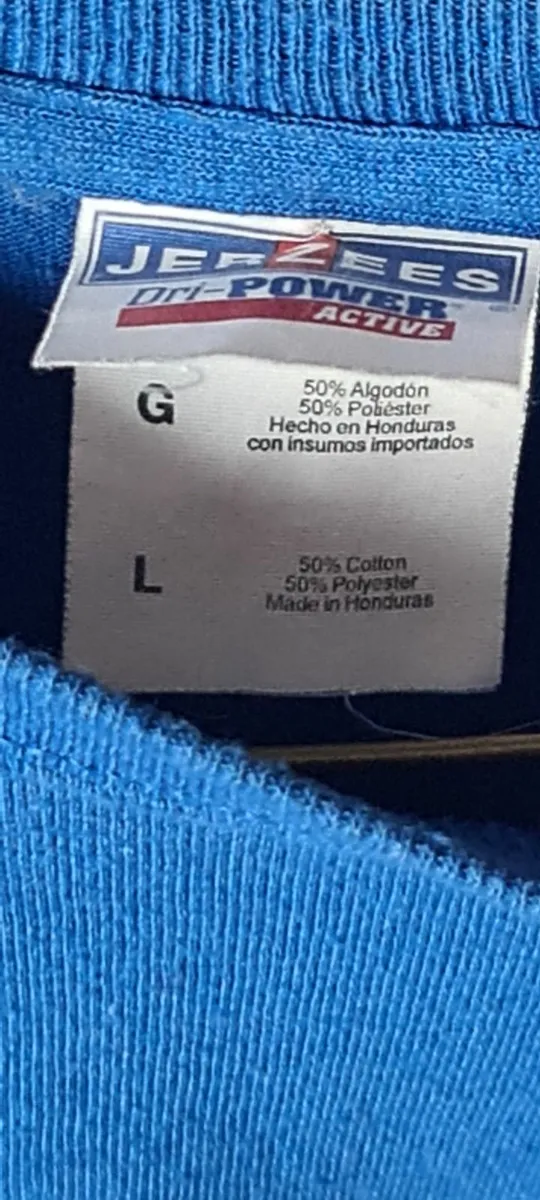 JERZEES
Dri-POWER™
ACTIVE
G
50% Algodón
50% Poliéster
Hecho en Honduras
con insumos importados
L
50% Cotton
50% Polyester
Made in Honduras